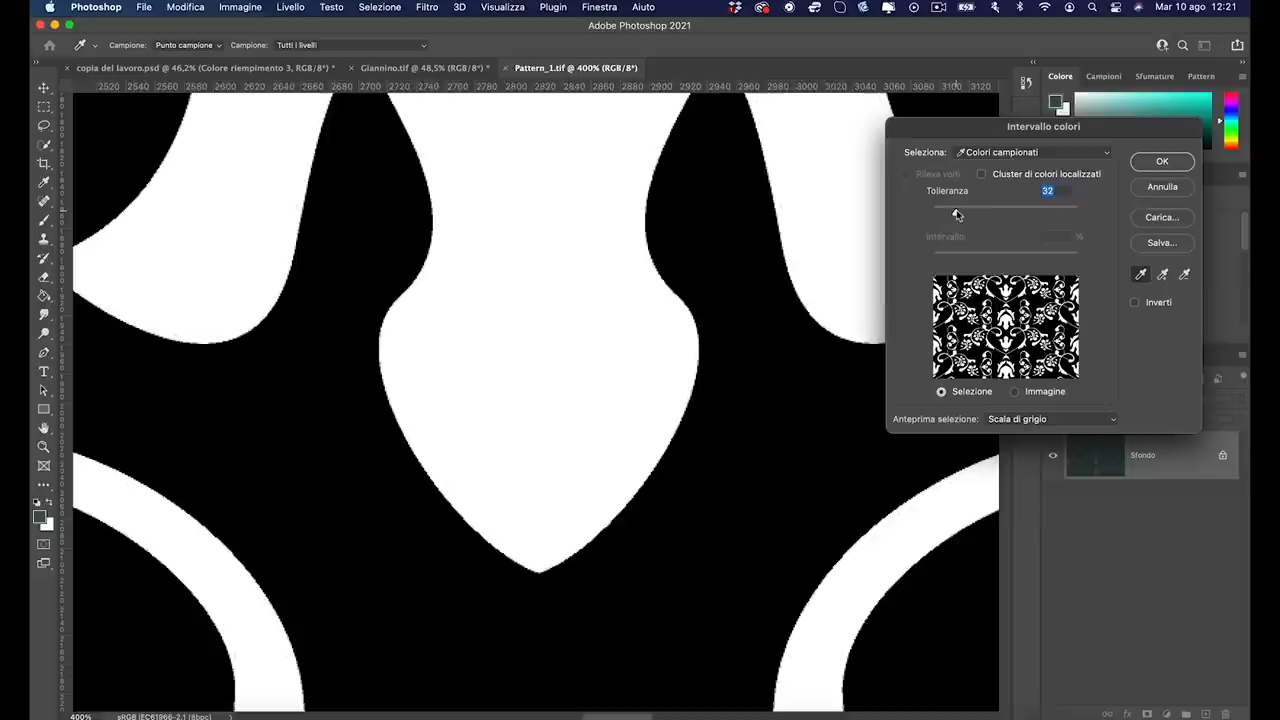 Photoshop File Modifica Immagine Livello Testo Selezione Filtro 3D Visualizza Plugin Finestra Aiuto Mar 10 ago 12:21
Adobe Photoshop 2021
Campione: Punto campione Campione: Tutti i livelli
copia del lavoro.psd @ 46,2% (Colore riempimento 3, RGB/8*) * Giannino.tif @ 48,5% (RGB/8*) * Pattern_1.tif @ 400% (RGB/8*)
Colore Campioni Sfumature Pattern
2520 2540 2560 2580 2600 2620 2640 2660 2680 2700 2720 2740 2760 2780 2800 2820 2840 2860 2880 2900 2920 2940 2960 2980 3000 3020 3040 3060 3080 3100 3120
Intervallo colori
Seleziona: Colori campionati
OK
Rileva volti Cluster di colori localizzati
Tolleranza 32
Annulla
Carica...
Intervallo: %
Salva...
Inverti
Selezione Immagine
Anteprima selezione: Scala di grigio
Sfondo
400% sRGB IEC61966-2.1 (8bpc)